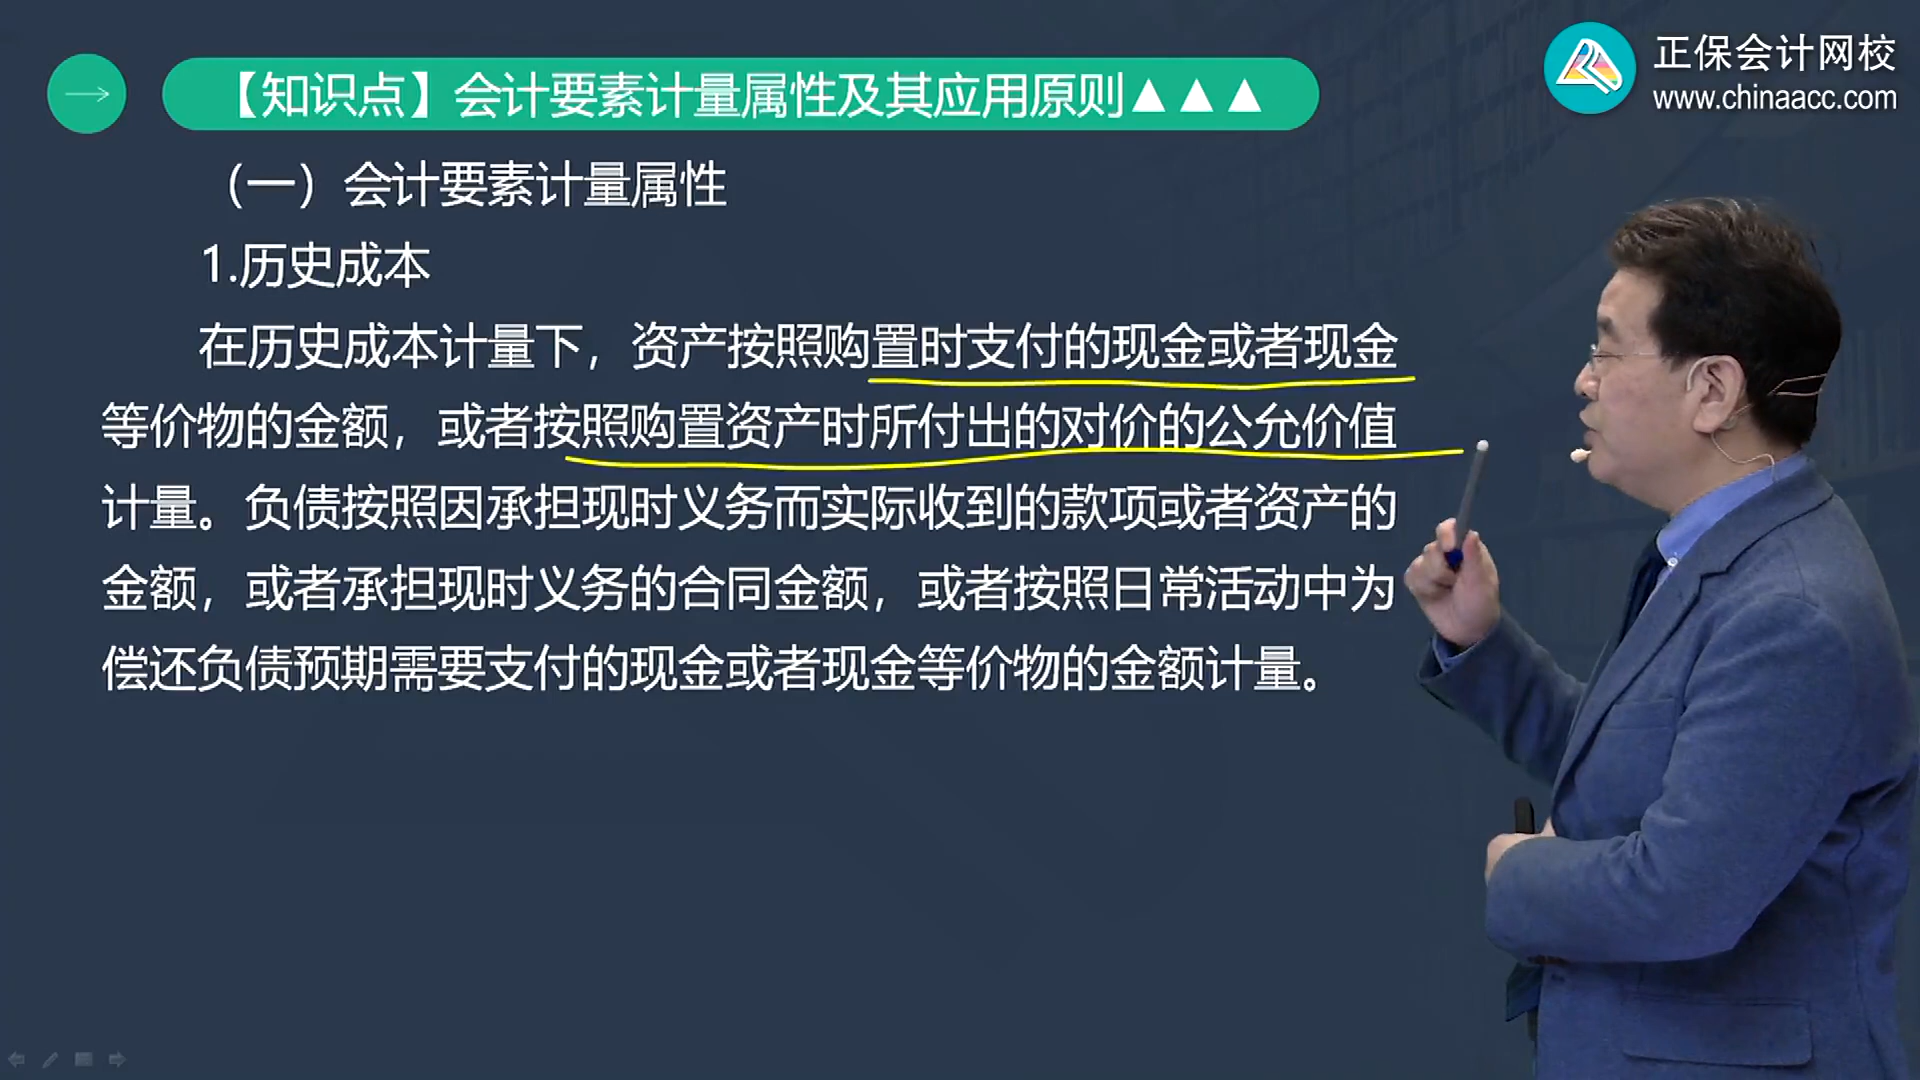 【知识点】会计要素计量属性及其应用原则▲▲▲
正保会计网校
www.chinaacc.com
（一）会计要素计量属性
1.历史成本
在历史成本计量下，资产按照购置时支付的现金或者现金
等价物的金额，或者按照购置资产时所付出的对价的公允价值
计量。负债按照因承担现时义务而实际收到的款项或者资产的
金额，或者承担现时义务的合同金额，或者按照日常活动中为
偿还负债预期需要支付的现金或者现金等价物的金额计量。